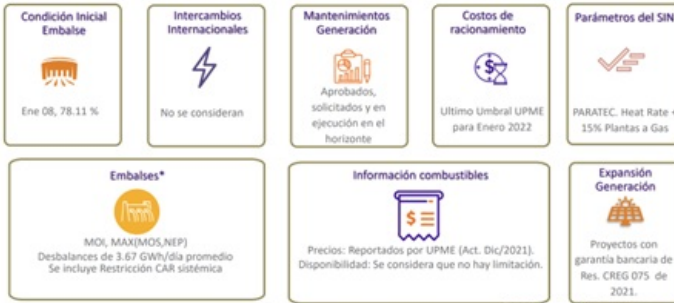 Condición Inicial
Embalse
Ene 08, 78.11 %
Intercambios
Internacionales
No se consideran
Mantenimientos
Generación
Aprobados,
solicitados y en
ejecución en el
horizonte
Costos de
racionamiento
Ultimo Umbral UPME
para Enero 2022
Parámetros del SIN
PARATEC. Heat Rate +
15% Plantas a Gas
Embalses*
MOI, MAX(MOS,NEP)
Desbalances de 3.67 GWh/día promedio
Se incluye Restricción CAR sistémica
Información combustibles
$
Precios: Reportados por UPME (Act. Dic/2021).
Disponibilidad: Se considera que no hay limitación.
Expansión
Generación
Proyectos con
garantía bancaria de
Res. CREG 075 de
2021.